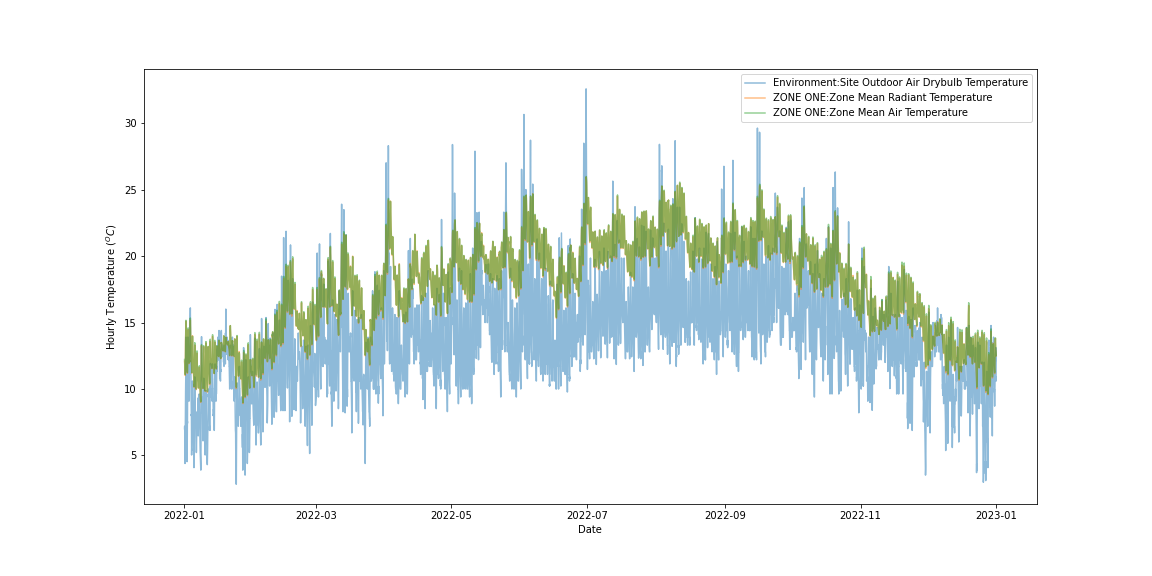 Environment:Site Outdoor Air Drybulb Temperature
ZONE ONE:Zone Mean Radiant Temperature
ZONE ONE:Zone Mean Air Temperature
30
25
20
15
10
5
Hourly Temperature (°C)
2022-01 2022-03 2022-05 2022-07 2022-09 2022-11 2023-01
Date